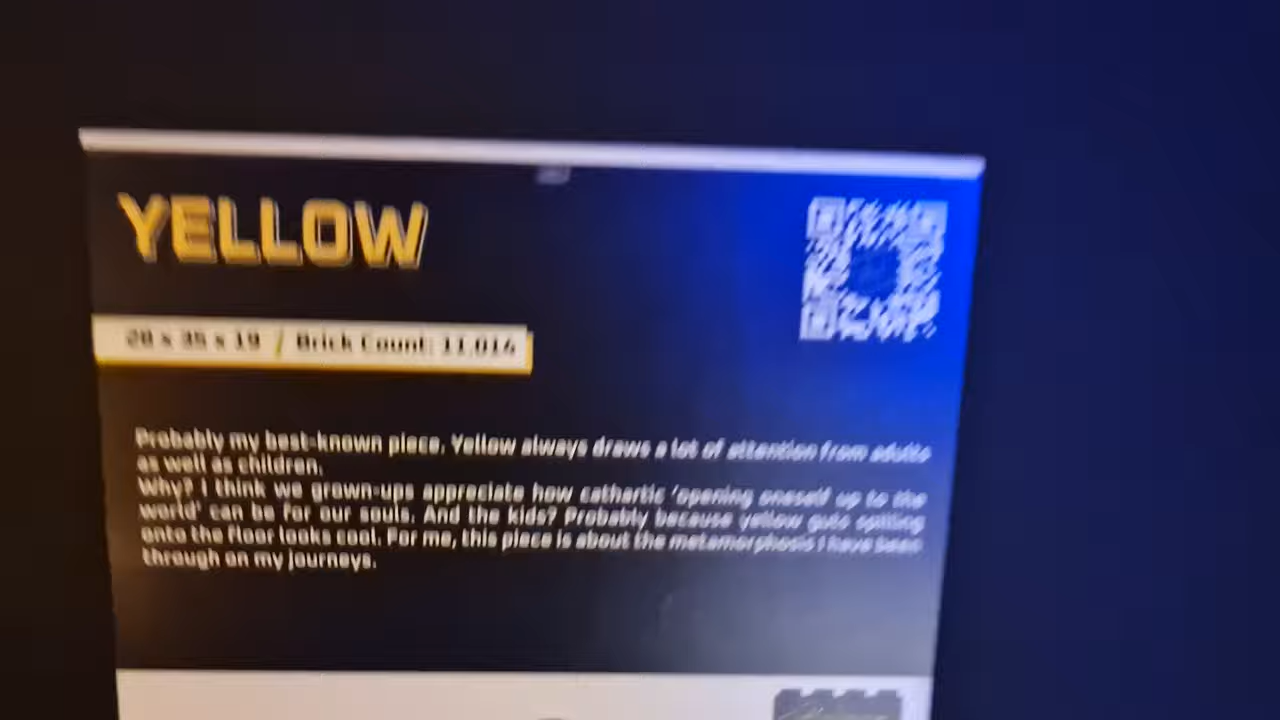 YELLOW
28 x 35 x 19 / Brick Count: 11,014
Probably my best-known piece. Yellow always draws a lot of attention from adults
as well as children.
Why? I think we grown-ups appreciate how cathartic 'opening oneself up to the
world' can be for our souls. And the kids? Probably because yellow guts spilling
onto the floor looks cool. For me, this piece is about the metamorphosis I have been
through on my journeys.